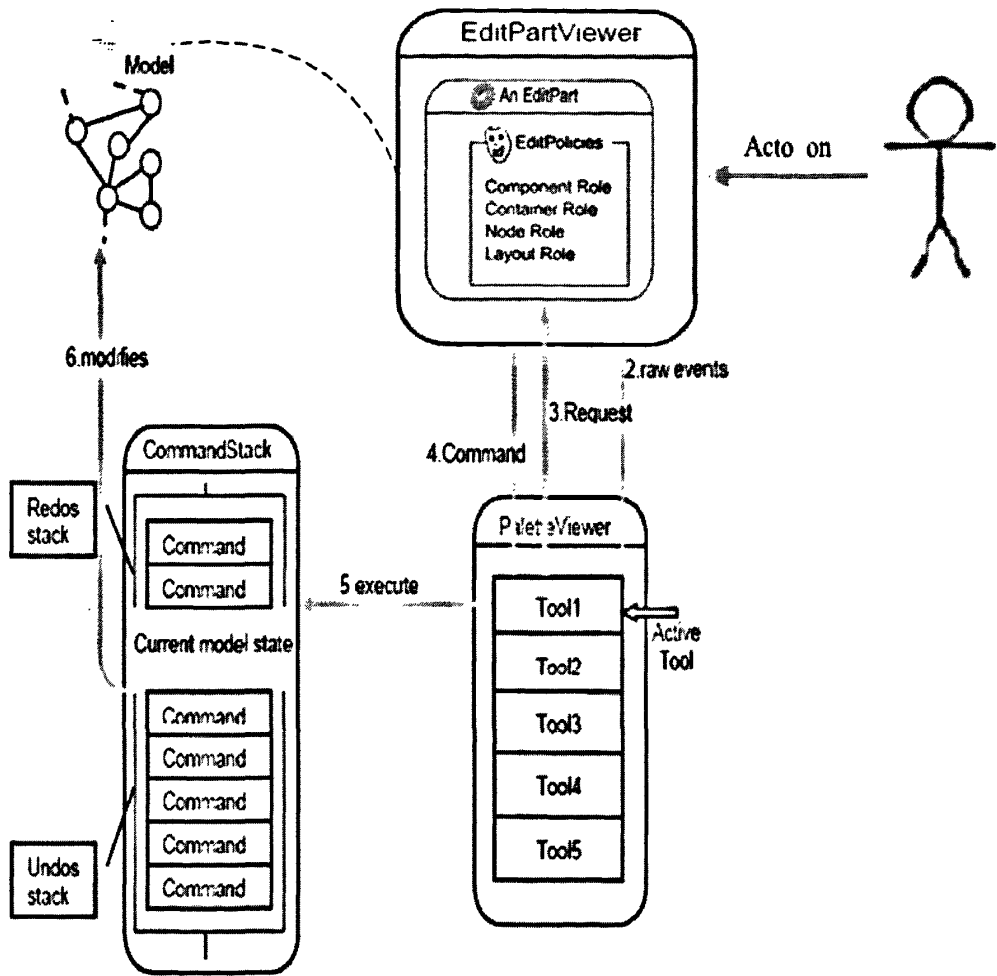 EditPartViewer
Model
An EditPart
EditPolicies
Component Role
Container Role
Node Role
Layout Role
Acto on
6.modifies
2.raw events
3.Request
4.Command
CommandStack
Redos
stack
Command
Command
Current model state
Command
Command
Command
Command
Command
Undos
stack
5 execute
PaletteViewer
Tool1
Tool2
Tool3
Tool4
Tool5
Active
Tool